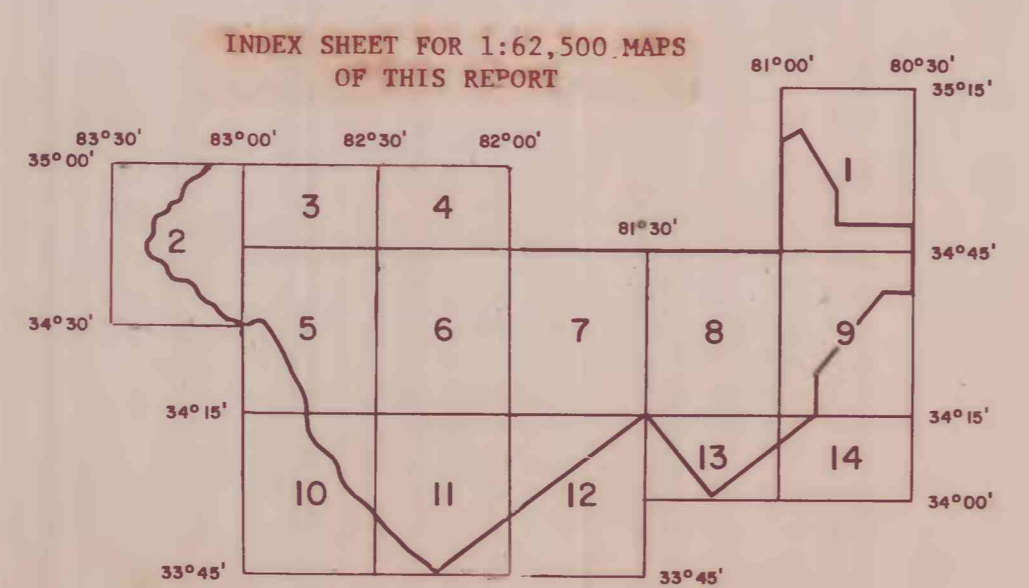 INDEX SHEET FOR 1:62,500 MAPS
OF THIS REPORT
81°00' 80°30'
35°15'
83°30' 83°00' 82°30' 82°00'
35°00'
1
3 4
2
81°30'
34°45'
34°30'
5 6 7 8 9
34°15' 34°15'
10 11 12 13 14
34°00'
33°45' 33°45'